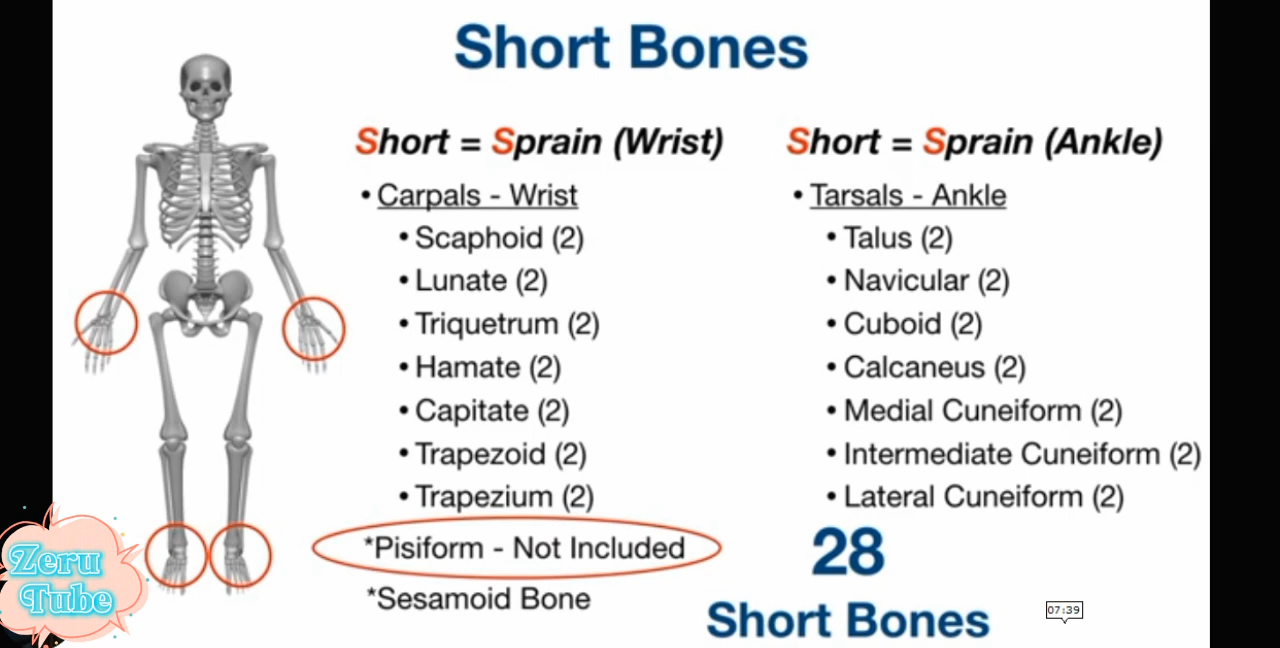 Short Bones
Short = Sprain (Wrist)
• Carpals - Wrist
• Scaphoid (2)
• Lunate (2)
• Triquetrum (2)
• Hamate (2)
• Capitate (2)
• Trapezoid (2)
• Trapezium (2)
*Pisiform - Not Included
*Sesamoid Bone
Short = Sprain (Ankle)
• Tarsals - Ankle
• Talus (2)
• Navicular (2)
• Cuboid (2)
• Calcaneus (2)
• Medial Cuneiform (2)
• Intermediate Cuneiform (2)
• Lateral Cuneiform (2)
28
Short Bones
07:39
Zeru
Tube